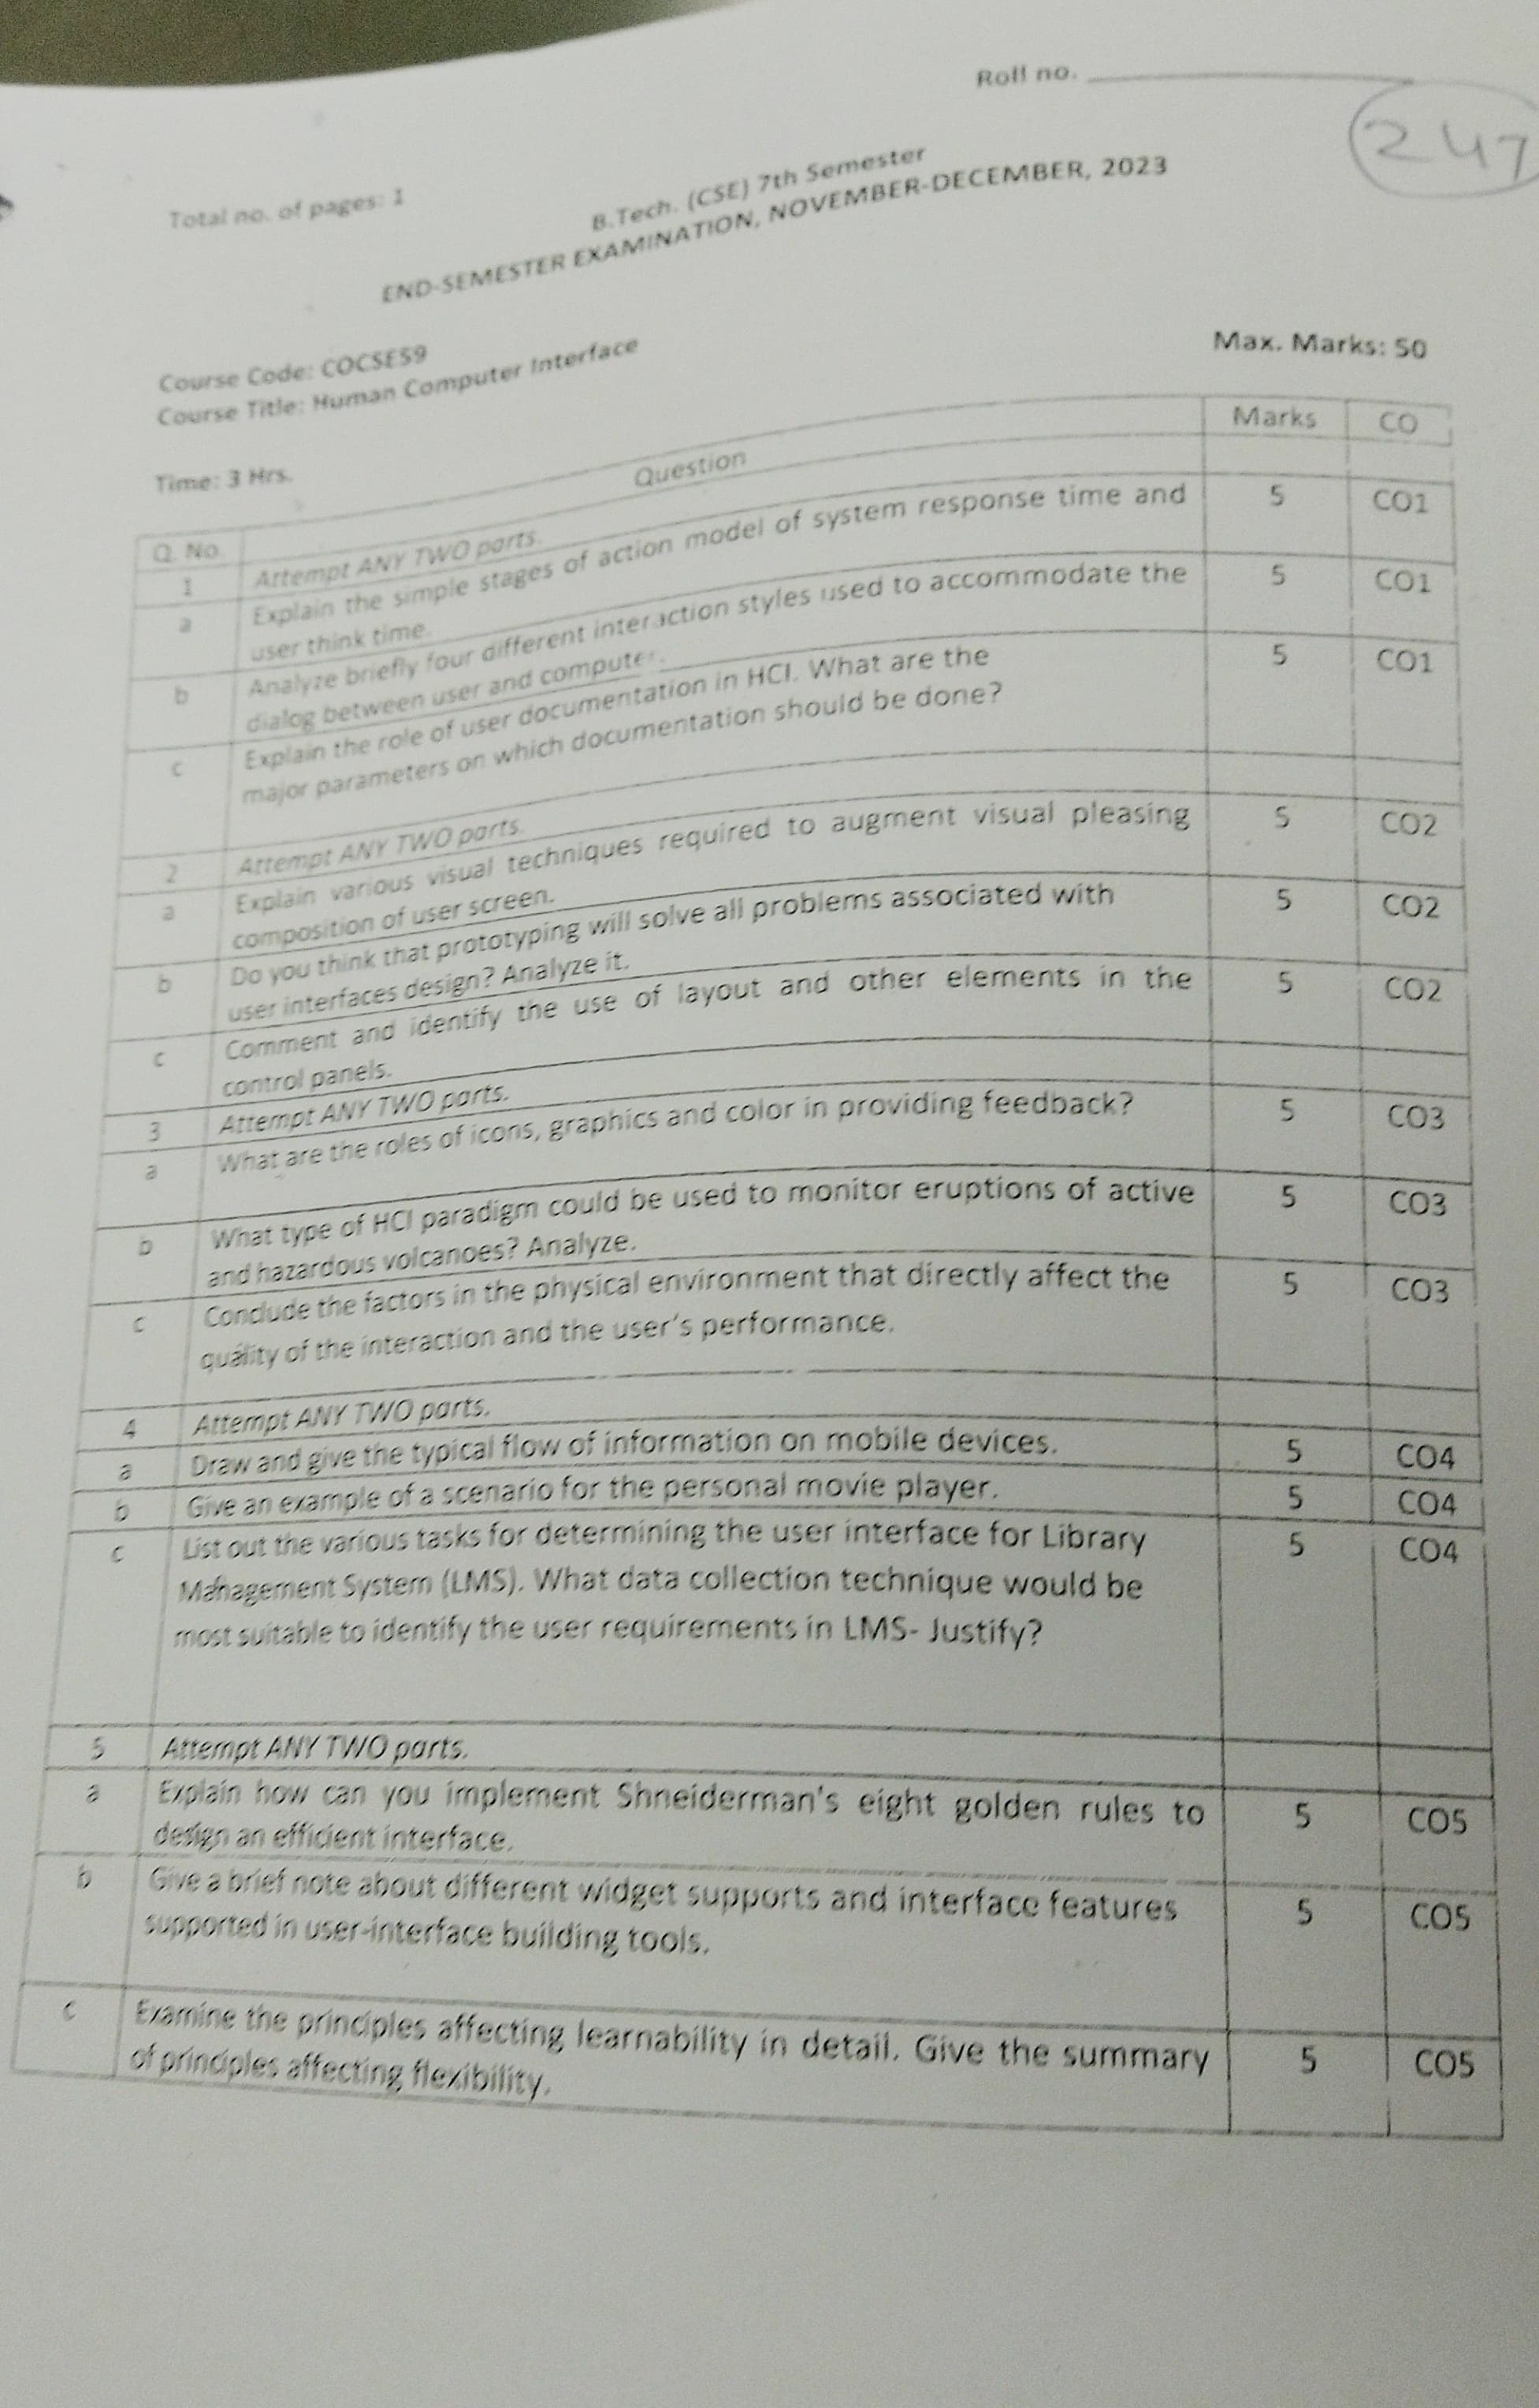 Roll no.
247
Total no. of pages: 1
B.Tech. (CSE) 7th Semester
END-SEMESTER EXAMINATION, NOVEMBER-DECEMBER, 2023
Course Code: COCSE59
Course Title: Human Computer Interface
Max. Marks: 50
Time: 3 Hrs.
Q. No. Question Marks CO
1 Attempt ANY TWO parts.
a Explain the simple stages of action model of system response time and 5 CO1
user think time.
b Analyze briefly four different interaction styles used to accommodate the 5 CO1
dialog between user and computer.
c Explain the role of user documentation in HCI. What are the 5 CO1
major parameters on which documentation should be done?
2 Attempt ANY TWO parts.
a Explain various visual techniques required to augment visual pleasing 5 CO2
composition of user screen.
b Do you think that prototyping will solve all problems associated with 5 CO2
user interfaces design? Analyze it.
c Comment and identify the use of layout and other elements in the 5 CO2
control panels.
3 Attempt ANY TWO parts.
a What are the roles of icons, graphics and color in providing feedback? 5 CO3
b What type of HCI paradigm could be used to monitor eruptions of active 5 CO3
and hazardous volcanoes? Analyze.
c Conclude the factors in the physical environment that directly affect the 5 CO3
quality of the interaction and the user's performance.
4 Attempt ANY TWO parts.
a Draw and give the typical flow of information on mobile devices. 5 CO4
b Give an example of a scenario for the personal movie player. 5 CO4
c List out the various tasks for determining the user interface for Library 5 CO4
Management System (LMS). What data collection technique would be
most suitable to identify the user requirements in LMS- Justify?
5 Attempt ANY TWO parts.
a Explain how can you implement Shneiderman's eight golden rules to 5 CO5
design an efficient interface.
b Give a brief note about different widget supports and interface features 5 CO5
supported in user-interface building tools.
c Examine the principles affecting learnability in detail. Give the summary 5 CO5
of principles affecting flexibility.